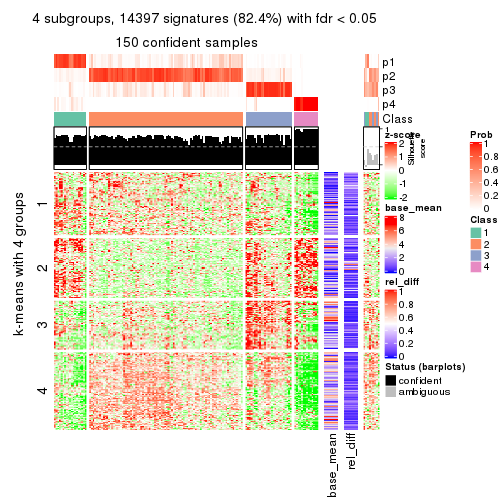 4 subgroups, 14397 signatures (82.4%) with fdr < 0.05
150 confident samples
p1
p2
p3
p4
Class
1
Silhouette
score
k-means with 4 groups
1
2
3
4
base_mean
rel_diff
z-score
2
1
0
-1
-2
base_mean
8
6
4
2
0
rel_diff
1
0.8
0.6
0.4
0.2
0
Status (barplots)
confident
ambiguous
Prob
1
0.8
0.6
0.4
0.2
0
Class
1
2
3
4